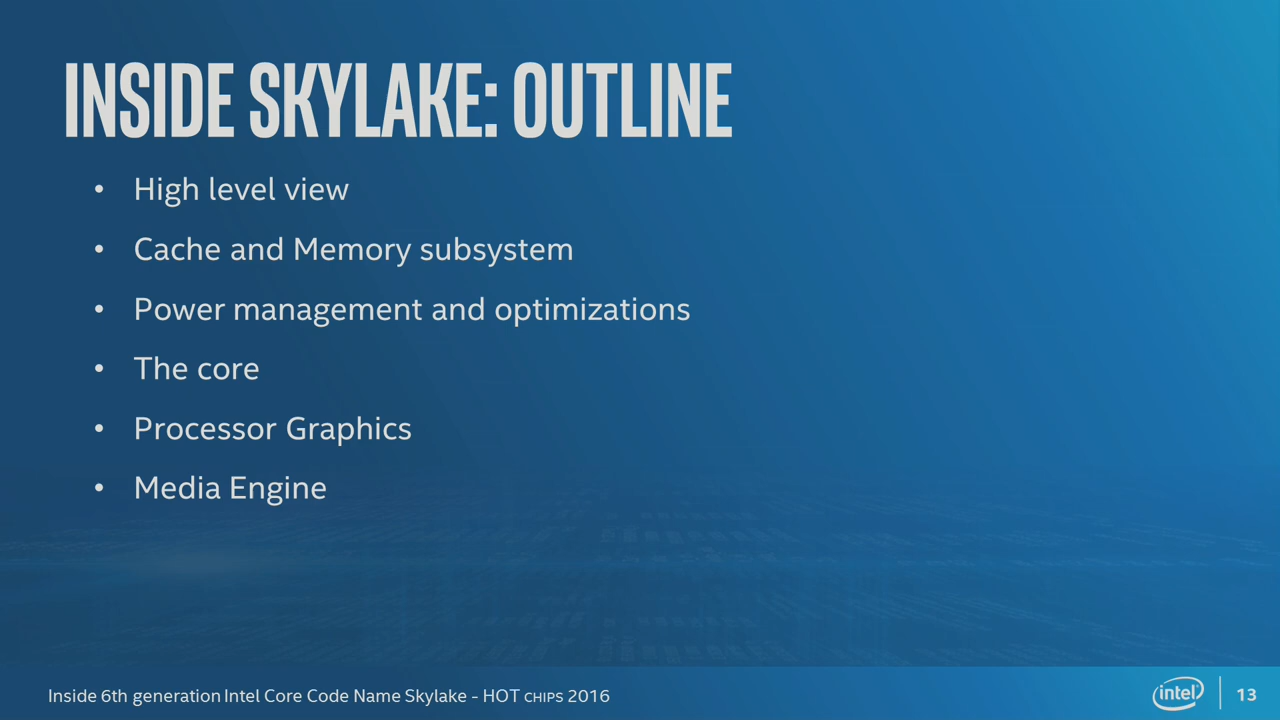 INSIDE SKYLAKE: OUTLINE
• High level view
• Cache and Memory subsystem
• Power management and optimizations
• The core
• Processor Graphics
• Media Engine
Inside 6th generation Intel Core Code Name Skylake - HOT CHIPS 2016
intel
13